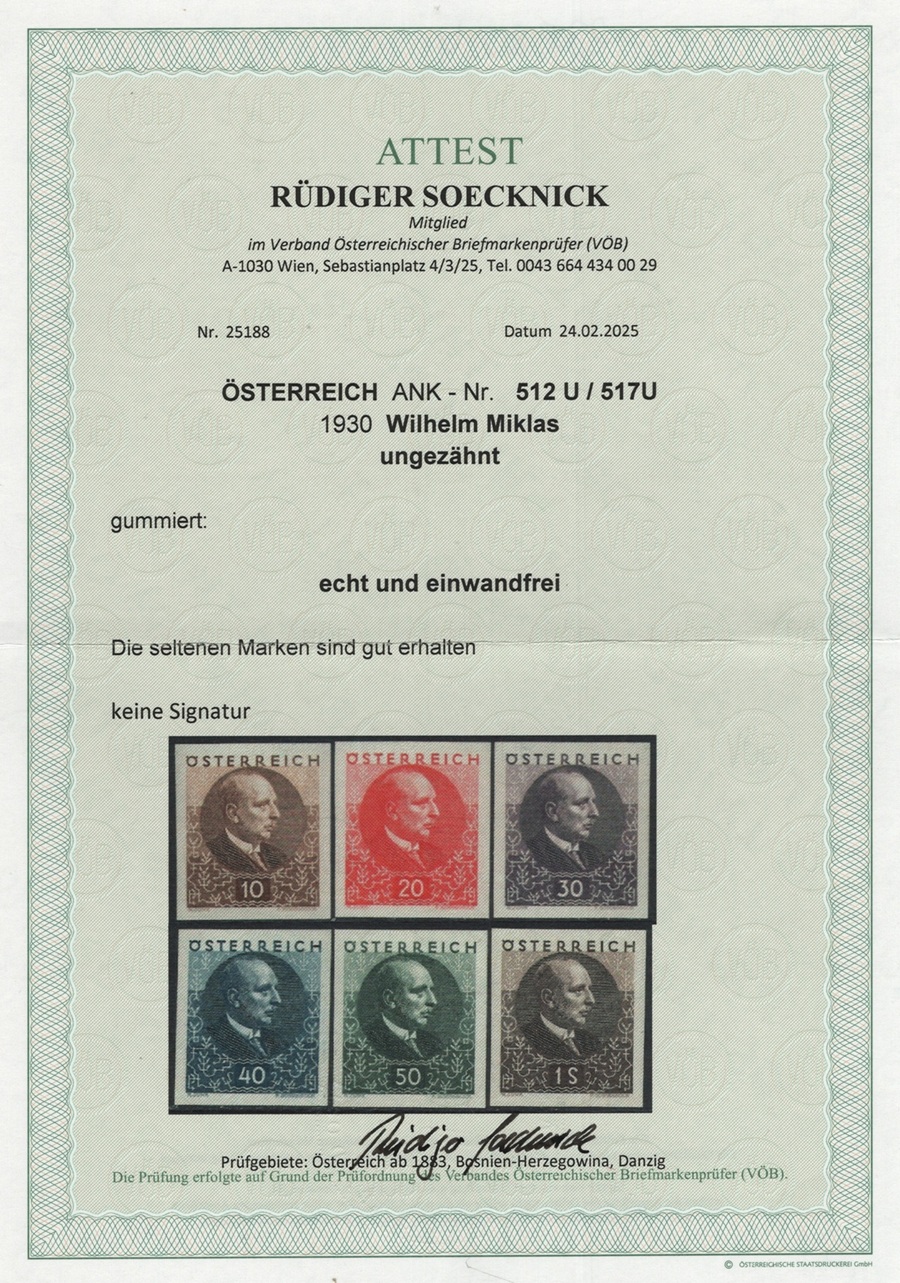 ATTEST
RÜDIGER SOECKNICK
Mitglied
im Verband Österreichischer Briefmarkenprüfer (VÖB)
A-1030 Wien, Sebastianplatz 4/3/25, Tel. 0043 664 434 00 29
Nr. 25188 Datum 24.02.2025
ÖSTERREICH ANK - Nr. 512 U / 517U
1930 Wilhelm Miklas
ungezähnt
gummiert:
echt und einwandfrei
Die seltenen Marken sind gut erhalten
keine Signatur
ÖSTERREICH ÖSTERREICH ÖSTERREICH
10 20 30
ÖSTERREICH ÖSTERREICH ÖSTERREICH
40 50 1 S
Prüfgebiete: Österreich ab 1883, Bosnien-Herzegowina, Danzig
Die Prüfung erfolgte auf Grund der Prüfordnung des Verbandes Österreichischer Briefmarkenprüfer (VÖB).
© ÖSTERREICHISCHE STAATSDRUCKEREI GmbH